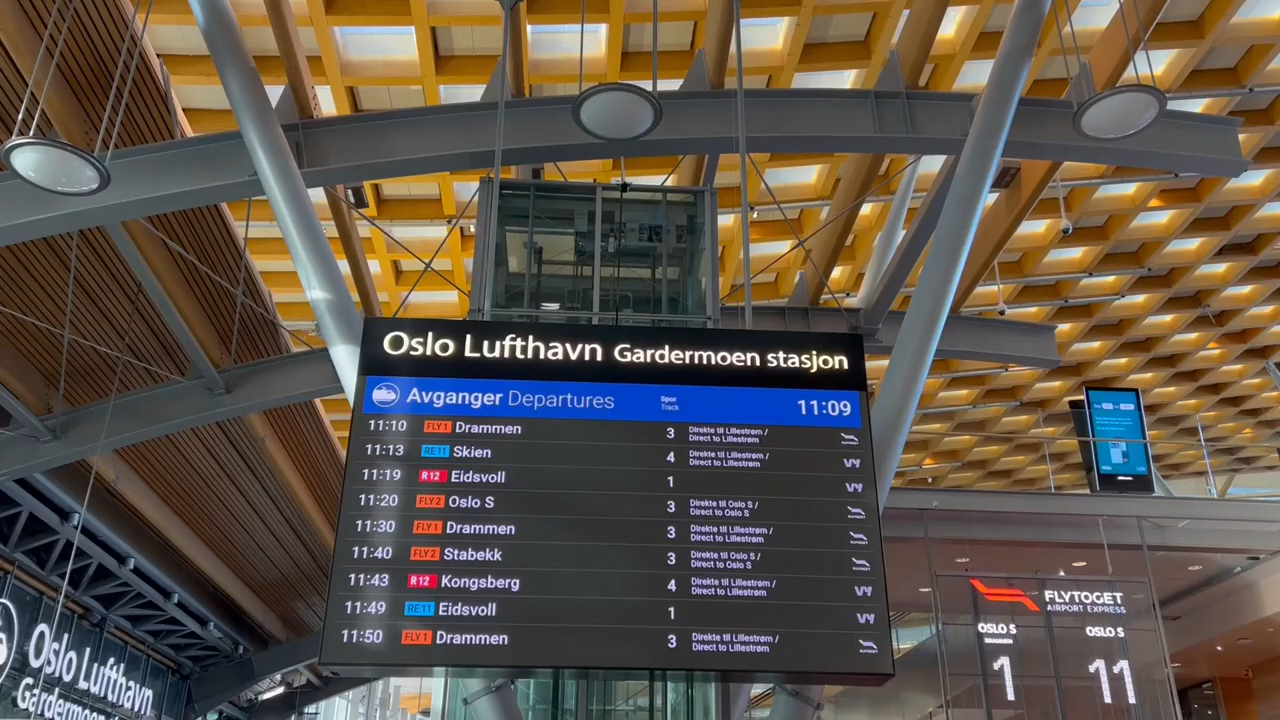 Oslo Lufthavn Gardermoen stasjon
Avganger Departures Spor Track 11:09
11:10 FLY1 Drammen 3 Direkte til Lillestrøm / Direct to Lillestrøm
11:13 RE11 Skien 4 Direkte til Lillestrøm / Direct to Lillestrøm
11:19 R12 Eidsvoll 1
11:20 FLY2 Oslo S 3 Direkte til Oslo S / Direct to Oslo S
11:30 FLY1 Drammen 3 Direkte til Lillestrøm / Direct to Lillestrøm
11:40 FLY2 Stabekk 3 Direkte til Oslo S / Direct to Oslo S
11:43 R12 Kongsberg 4 Direkte til Lillestrøm / Direct to Lillestrøm
11:49 RE11 Eidsvoll 1
11:50 FLY1 Drammen 3 Direkte til Lillestrøm / Direct to Lillestrøm
Oslo Lufthavn
Gardermoen
FLYTOGET
AIRPORT EXPRESS
OSLO S OSLO S
DRAMMEN
1 11